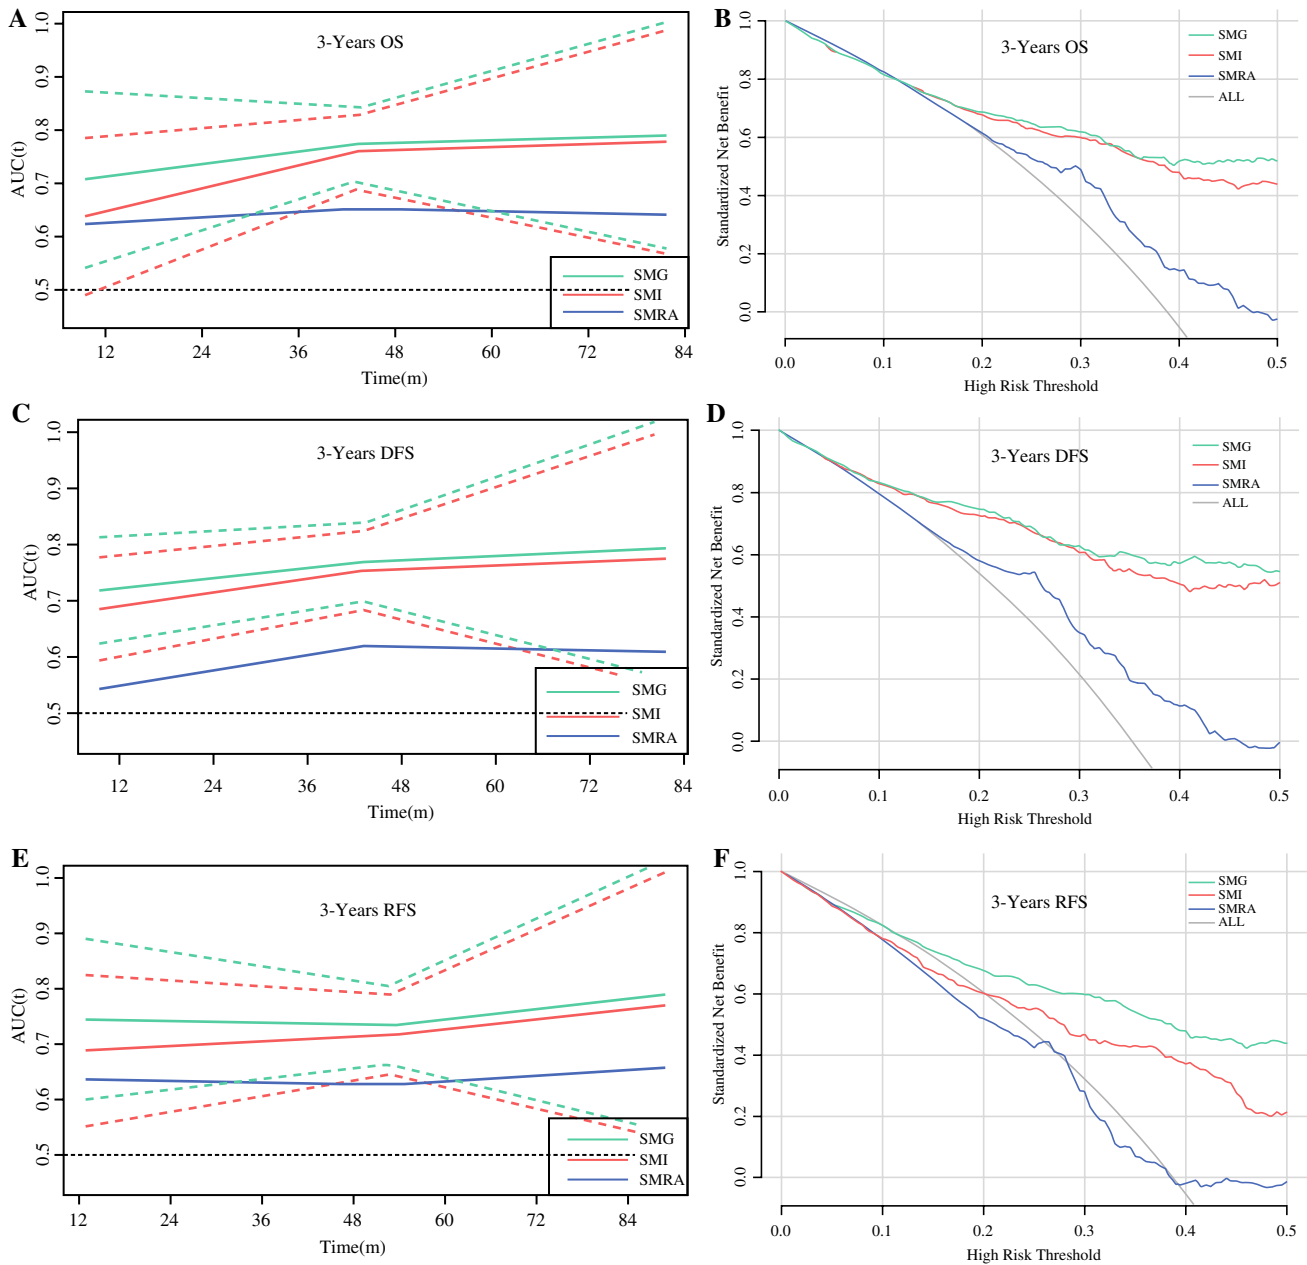 A
3-Years OS
AUC(t)
1.0
0.9
0.8
0.7
0.6
0.5
SMG
SMI
SMRA
12 24 36 48 60 72 84
Time(m)
B
3-Years OS
SMG
SMI
SMRA
ALL
Standardized Net Benefit
1.0
0.8
0.6
0.4
0.2
0.0
0.0 0.1 0.2 0.3 0.4 0.5
High Risk Threshold
C
3-Years DFS
AUC(t)
1.0
0.9
0.8
0.7
0.6
0.5
SMG
SMI
SMRA
12 24 36 48 60 72 84
Time(m)
D
3-Years DFS
SMG
SMI
SMRA
ALL
Standardized Net Benefit
1.0
0.8
0.6
0.4
0.2
0.0
0.0 0.1 0.2 0.3 0.4 0.5
High Risk Threshold
E
3-Years RFS
AUC(t)
1.0
0.9
0.8
0.7
0.6
0.5
SMG
SMI
SMRA
12 24 36 48 60 72 84
Time(m)
F
3-Years RFS
SMG
SMI
SMRA
ALL
Standardized Net Benefit
1.0
0.8
0.6
0.4
0.2
0.0
0.0 0.1 0.2 0.3 0.4 0.5
High Risk Threshold